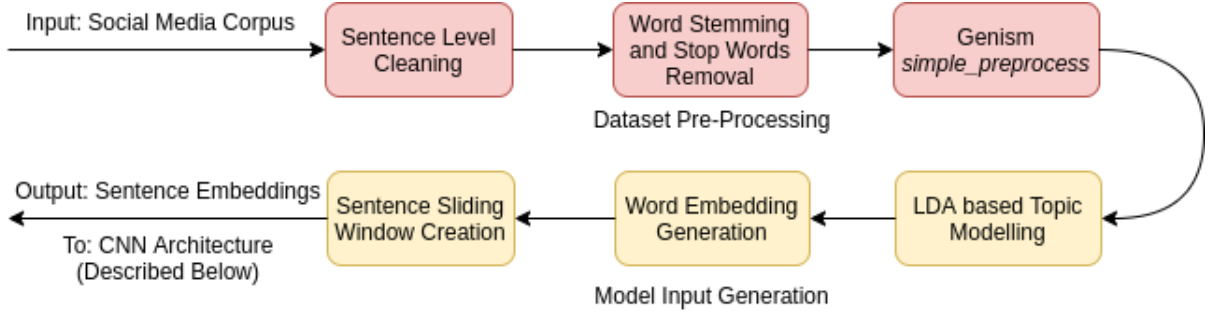 Input: Social Media Corpus
Sentence Level
Cleaning
Word Stemming
and Stop Words
Removal
Genism
simple_preprocess
Dataset Pre-Processing
LDA based Topic
Modelling
Word Embedding
Generation
Sentence Sliding
Window Creation
Output: Sentence Embeddings
To: CNN Architecture
(Described Below)
Model Input Generation